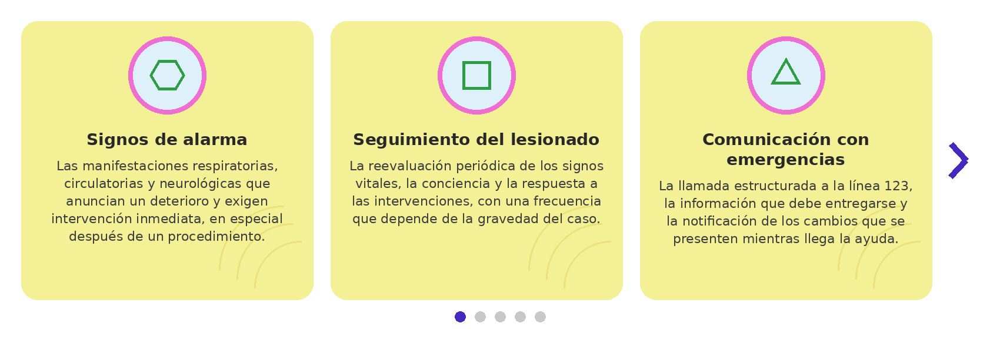 Signos de alarma
Las manifestaciones respiratorias,
circulatorias y neurológicas que
anuncian un deterioro y exigen
intervención inmediata, en especial
después de un procedimiento.
Seguimiento del lesionado
La reevaluación periódica de los signos
vitales, la conciencia y la respuesta a
las intervenciones, con una frecuencia
que depende de la gravedad del caso.
Comunicación con
emergencias
La llamada estructurada a la línea 123,
la información que debe entregarse y
la notificación de los cambios que se
presenten mientras llega la ayuda.